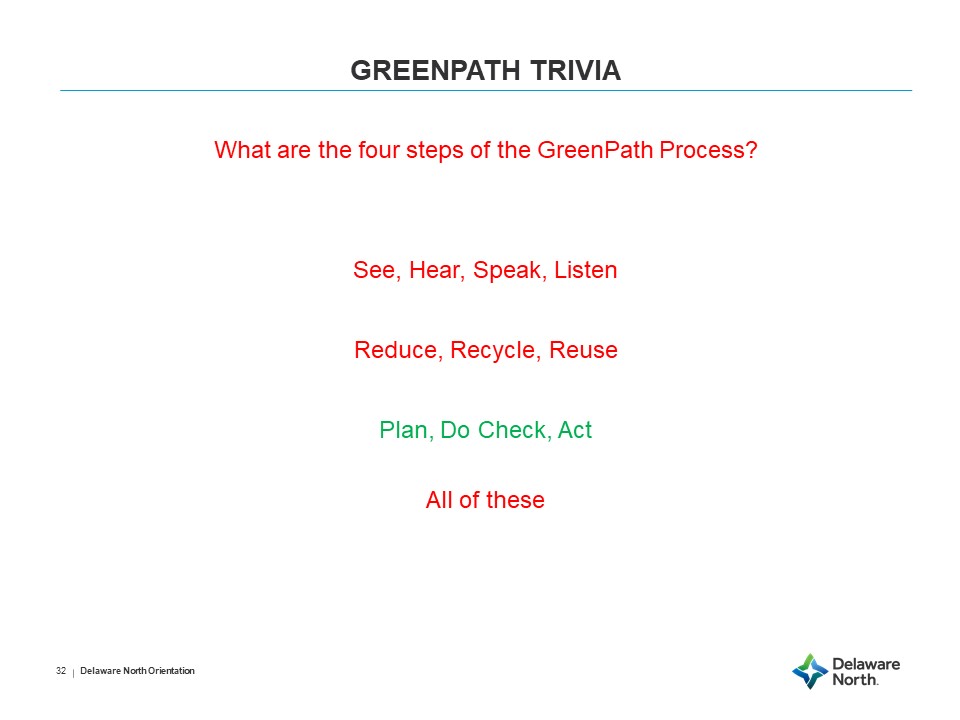 GREENPATH TRIVIA
What are the four steps of the GreenPath Process?
See, Hear, Speak, Listen
Reduce, Recycle, Reuse
Plan, Do Check, Act
All of these
32 | Delaware North Orientation
Delaware
North.